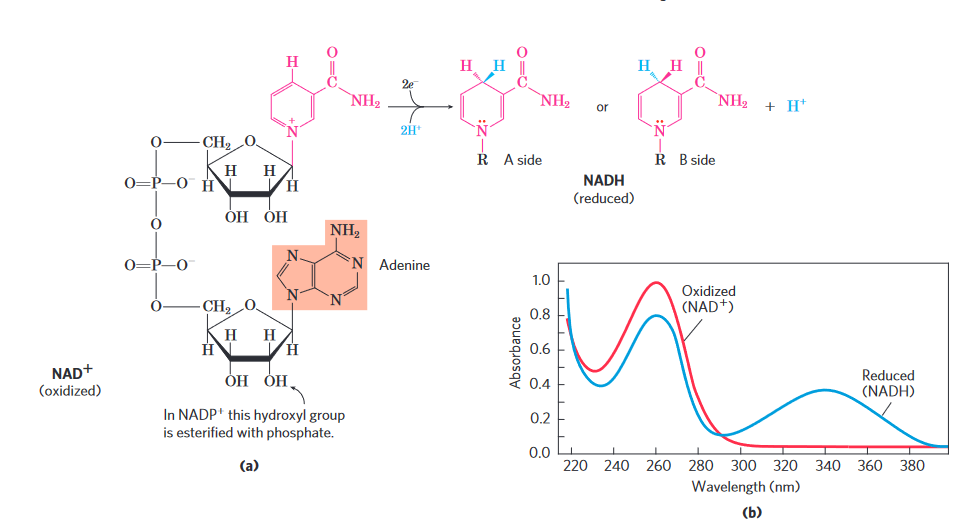 H
O
C
NH₂
N
+
2e⁻
2H⁺
H
H
O
C
NH₂
N
R
A side
or
H
H
O
C
NH₂
N
R
B side
+ H⁺
NADH
(reduced)
O
CH₂
O
O=P–O⁻
H
H
H
H
OH
OH
O
NH₂
N
N
N
N
Adenine
O=P–O⁻
O
CH₂
O
H
H
H
H
OH
OH
NAD+
(oxidized)
In NADP⁺ this hydroxyl group
is esterified with phosphate.
(a)
1.0
0.8
0.6
0.4
0.2
0.0
Absorbance
Oxidized
(NAD+)
Reduced
(NADH)
220 240 260 280 300 320 340 360 380
Wavelength (nm)
(b)